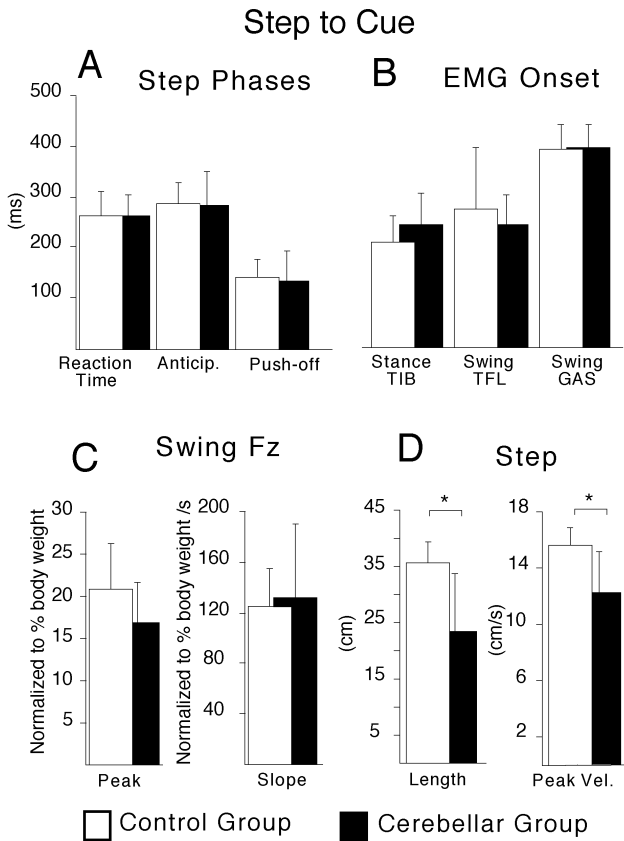 Step to Cue
A
Step Phases
500
400
300
200
100
(ms)
Reaction
Time
Anticip.
Push-off
B
EMG Onset
Stance
TIB
Swing
TFL
Swing
GAS
C
Swing Fz
Normalized to % body weight
30
25
20
15
10
5
Peak
Normalized to % body weight /s
200
160
120
80
40
Slope
D
Step
(cm)
45
35
25
15
5
*
Length
(cm/s)
18
14
10
6
2
*
Peak Vel.
Control Group
Cerebellar Group